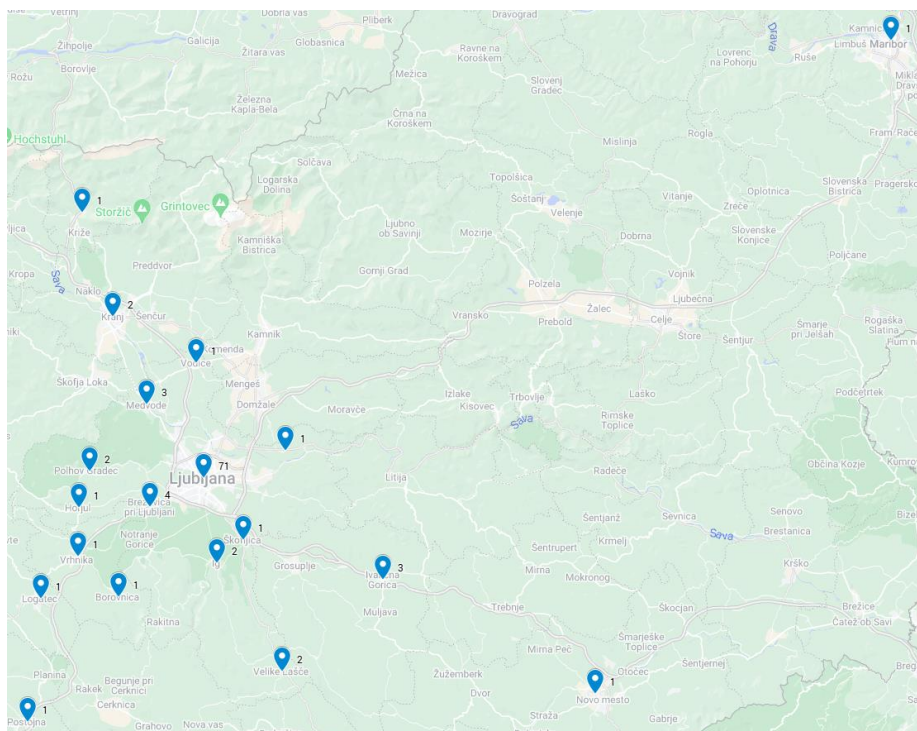 Vetrinj
Dobrla vas
Pliberk
Dravograd
Kamnica
1
Žihpolje
Galicija
Globasnica
Ravne na
Koroškem
Drava
Limbuš Maribor
Rožu
Borovlje
Žitara vas
Mežica
Lovrenc
na Pohorju
Ruše
Slovenj
Gradec
Železna
Kapla-Bela
Črna na
Koroškem
Fram
Hochstuhl
Mislinja
Rogla
Solčava
Topolšica
Logarska
Dolina
Oplotnica
Slovenska
Bistrica
Pragersko
1
Storžič
Grintovec
Šoštanj
Velenje
Vitanje
Zreče
Križe
Ljubno
ob Savinji
Mozirje
Dobrna
Slovenske
Konjice
Kamniška
Bistrica
Poljčane
Kropa
Sava
Preddvor
Gornji Grad
Vojnik
Naklo
Polzela
Ljubečna
2
Kranj
Šenčur
Vransko
Prebold
Žalec
Celje
Štore
Šentjur
Šmarje
pri Jelšah
Rogaška
Slatina
Kamnik
1
Komenda
Vodice
Škofja Loka
Mengeš
3
Medvode
Domžale
Moravče
Izlake
Kisovec
Trbovlje
Laško
Podčetrtek
Sava
Rimske
Toplice
1
2
Polhov Gradec
71
Ljubljana
Litija
Radeče
Občina Kozje
1
Horjul
4
Brezovica
pri Ljubljani
Šentjanž
Sevnica
Senovo
1
Škofljica
Notranje
Gorice
Krmelj
Sava
Brestanica
1
Vrhnika
2
Ig
Grosuplje
Šentrupert
Mirna
Mokronog
Krško
3
Ivančna
Gorica
1
Logatec
1
Borovnica
Muljava
Trebnje
Škocjan
Brežice
Čatež ob Savi
Rakitna
Mirna Peč
Šmarješke
Toplice
2
Velike Lašče
Žužemberk
Otočec
Šentjernej
Planina
Begunje pri
Cerknici
Rakek
Dvor
1
Novo mesto
Cerknica
1
Postojna
Grahovo
Nova vas
Straža
Gabrje